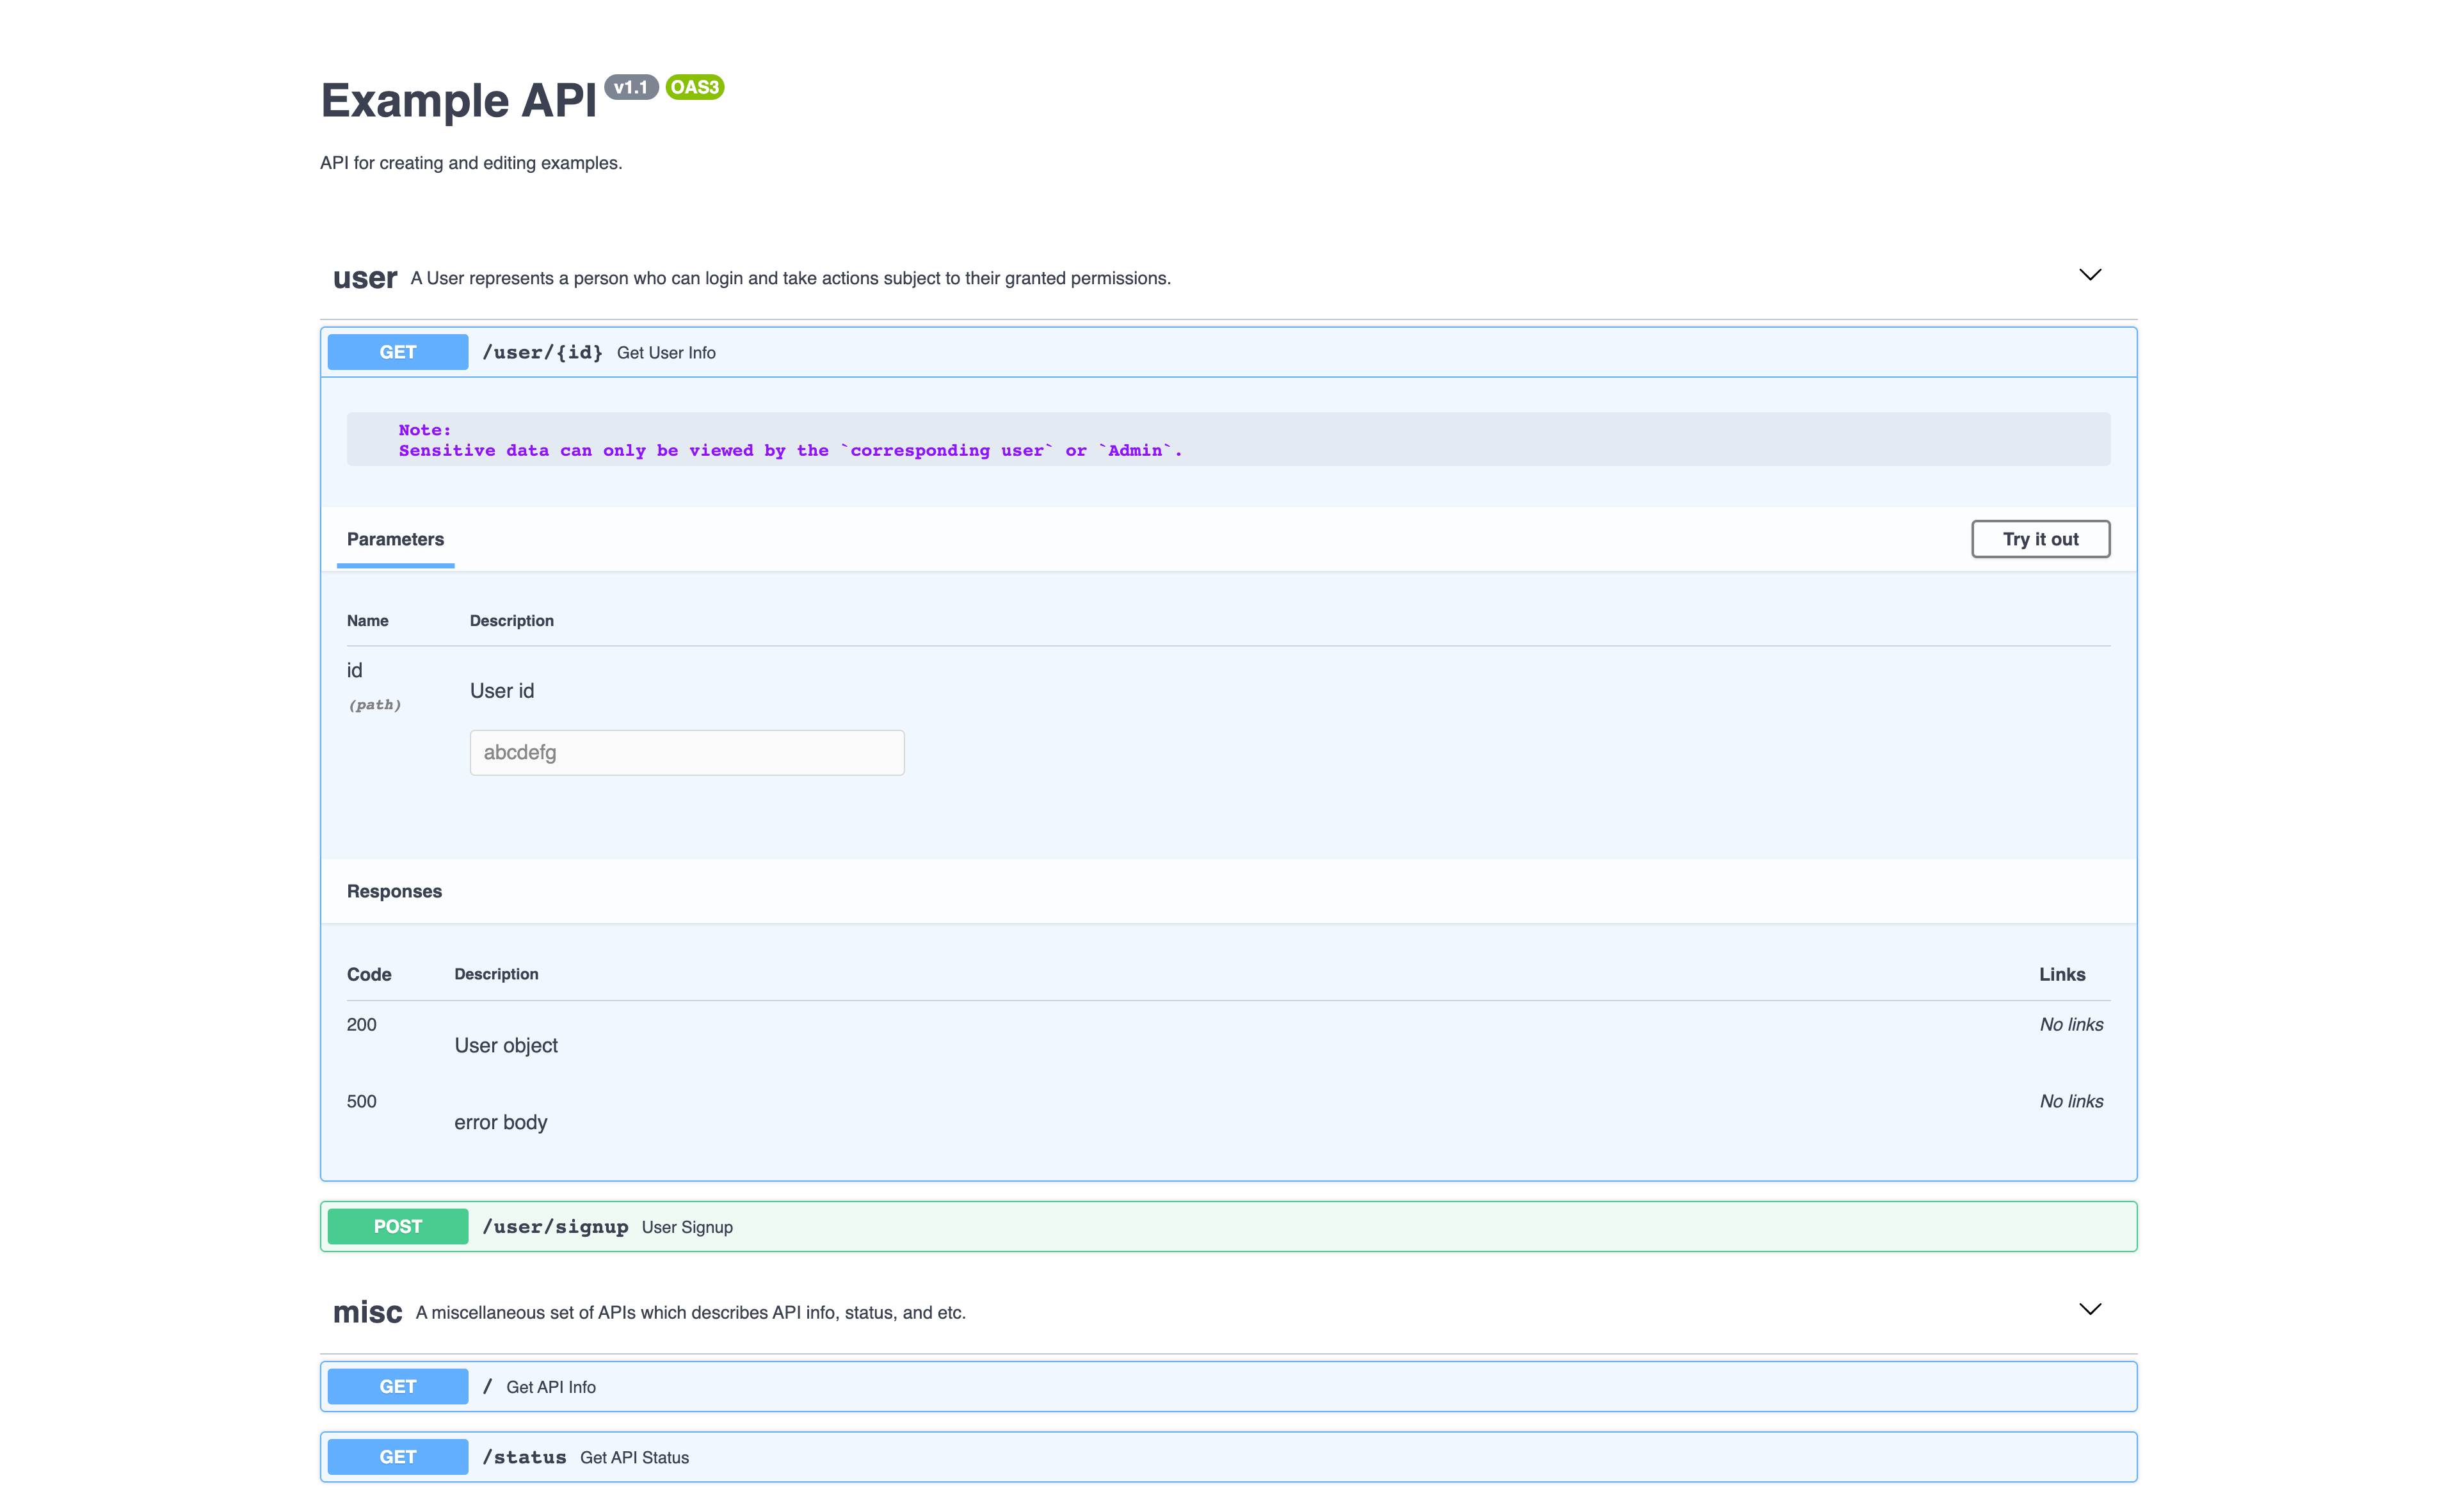 Example API v1.1 OAS3
API for creating and editing examples.
user A User represents a person who can login and take actions subject to their granted permissions.
GET /user/{id} Get User Info
Note:
Sensitive data can only be viewed by the `corresponding user` or `Admin`.
Parameters Try it out
Name Description
id
User id
(path)
abcdefg
Responses
Code Description Links
200 No links
User object
500 No links
error body
POST /user/signup User Signup
misc A miscellaneous set of APIs which describes API info, status, and etc.
GET / Get API Info
GET /status Get API Status